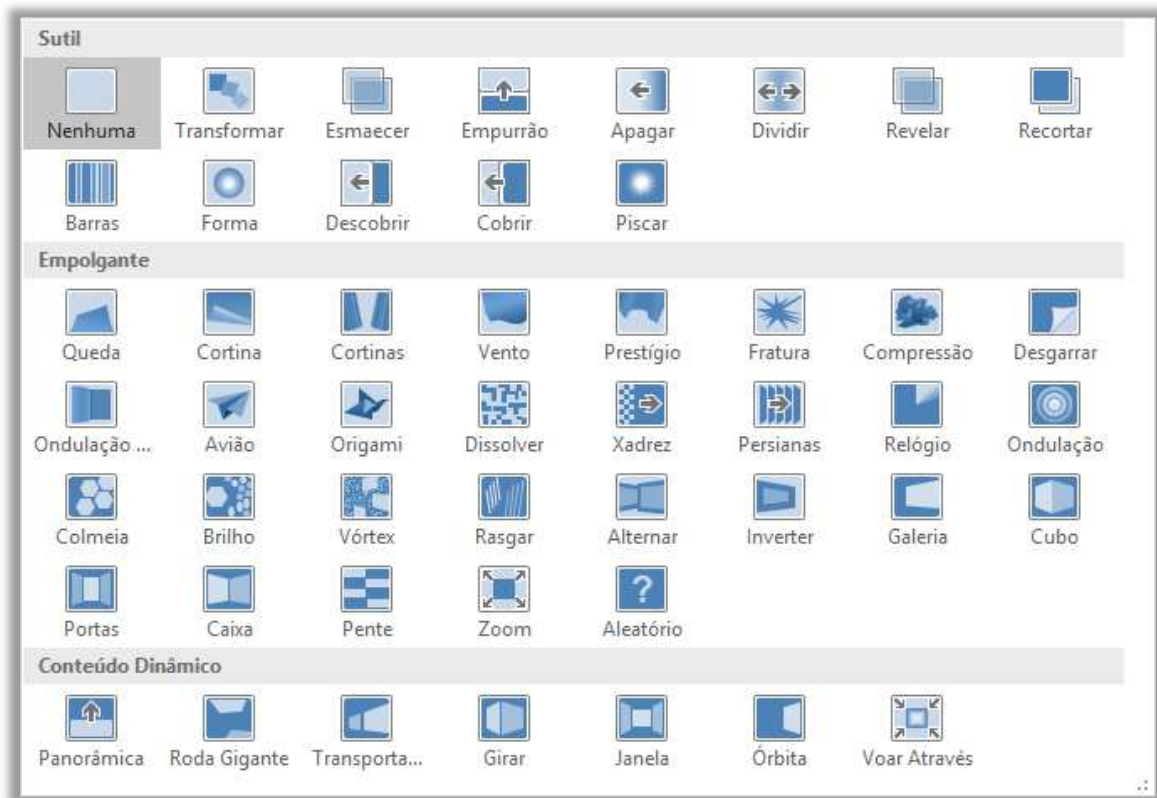 Sutil
Nenhuma Transformar Esmaecer Empurrão Apagar Dividir Revelar Recortar
Barras Forma Descobrir Cobrir Piscar
Empolgante
Queda Cortina Cortinas Vento Prestígio Fratura Compressão Desgarrar
Ondulação ... Avião Origami Dissolver Xadrez Persianas Relógio Ondulação
Colmeia Brilho Vórtex Rasgar Alternar Inverter Galeria Cubo
?
Portas Caixa Pente Zoom Aleatório
Conteúdo Dinâmico
Panorâmica Roda Gigante Transporta... Girar Janela Órbita Voar Através